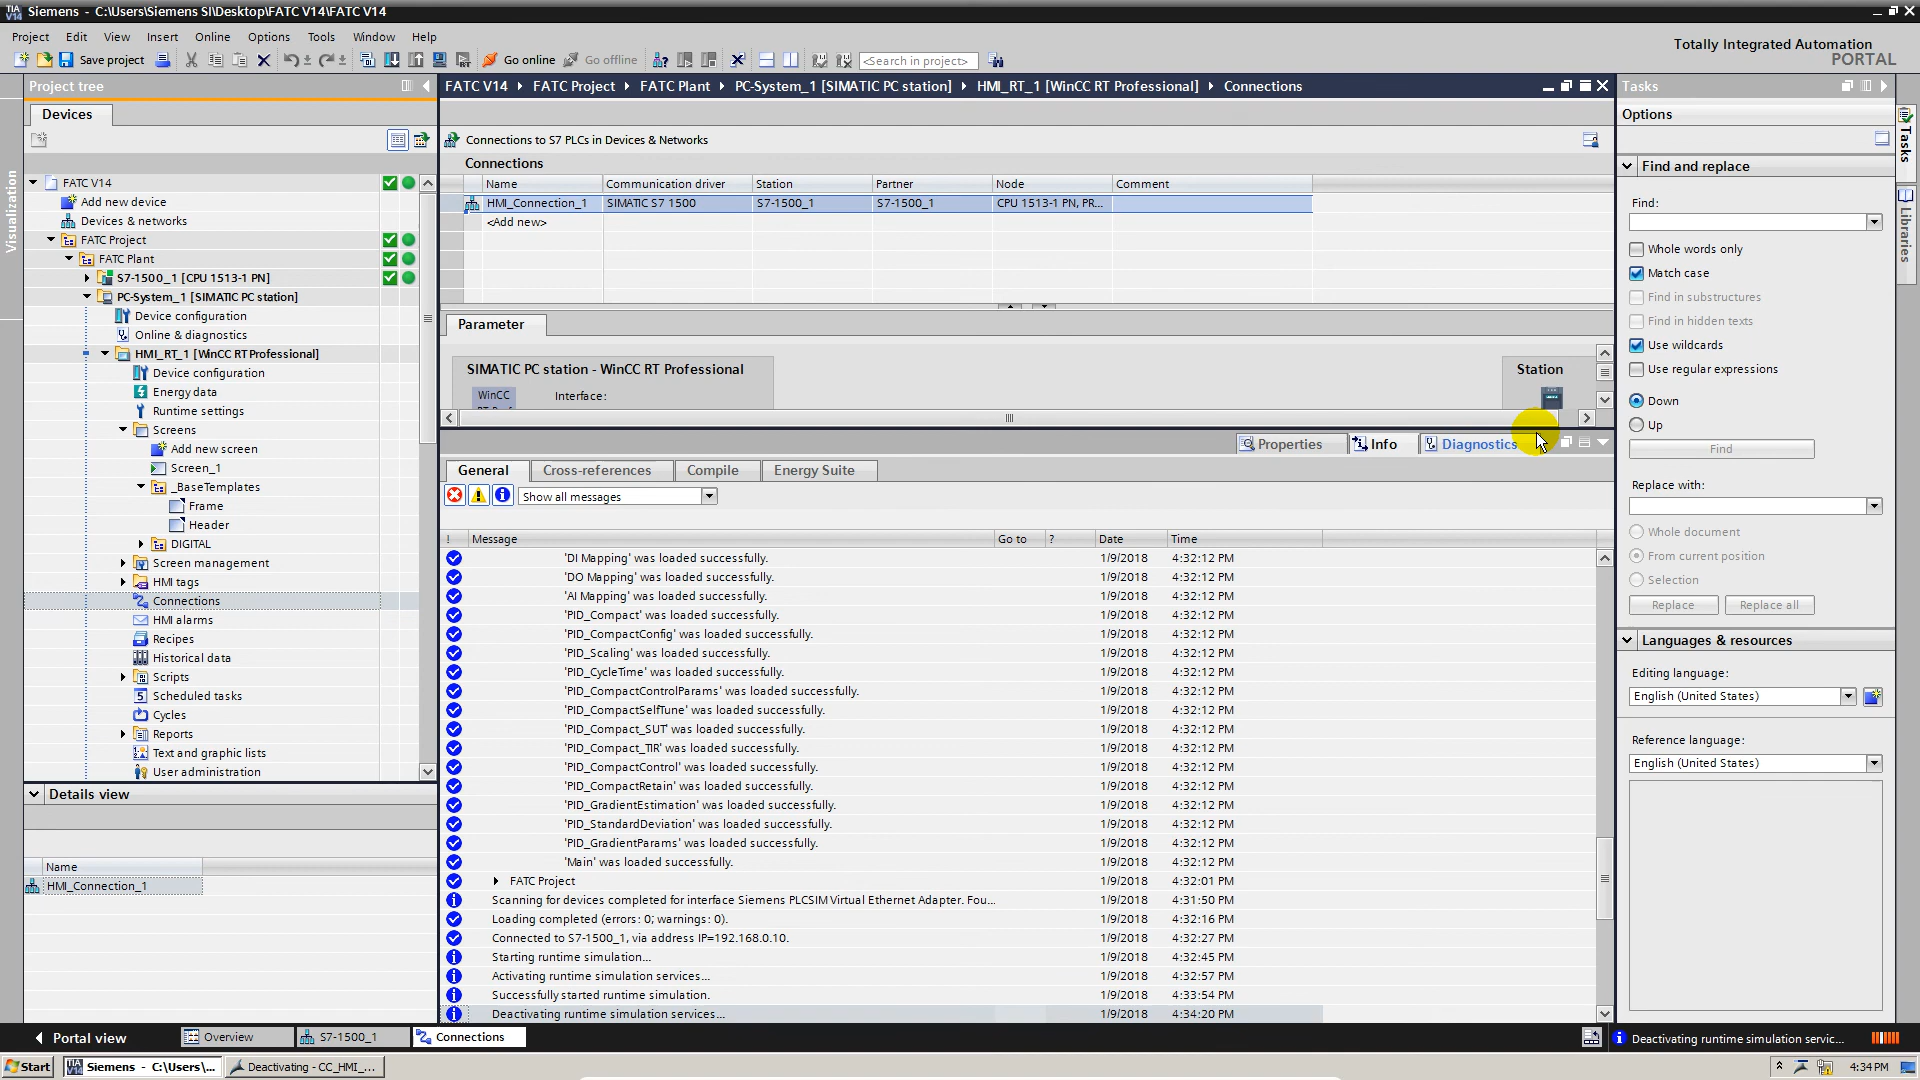 Siemens - C:\Users\Siemens SI\Desktop\FATC V14\FATC V14
Project Edit View Insert Online Options Tools Window Help
Totally Integrated Automation
PORTAL
Save project
Go online
Go offline
<Search in project>
Project tree
FATC V14 FATC Project FATC Plant PC-System_1 [SIMATIC PC station] HMI_RT_1 [WinCC RT Professional] Connections
Tasks
Devices
Options
Visualization
Tasks
Libraries
FATC V14
Add new device
Devices & networks
FATC Project
FATC Plant
S7-1500_1 [CPU 1513-1 PN]
PC-System_1 [SIMATIC PC station]
Device configuration
Online & diagnostics
HMI_RT_1 [WinCC RT Professional]
Device configuration
Energy data
Runtime settings
Screens
Add new screen
Screen_1
_BaseTemplates
Frame
Header
DIGITAL
Screen management
HMI tags
Connections
HMI alarms
Recipes
Historical data
Scripts
Scheduled tasks
Cycles
Reports
Text and graphic lists
User administration
Details view
Name
HMI_Connection_1
Connections to S7 PLCs in Devices & Networks
Connections
Name Communication driver Station Partner Node Comment
HMI_Connection_1 SIMATIC S7 1500 S7-1500_1 S7-1500_1 CPU 1513-1 PN, PR...
<Add new>
Parameter
SIMATIC PC station - WinCC RT Professional
Station
WinCC
Interface:
Properties Info Diagnostics
General Cross-references Compile Energy Suite
Show all messages
! Message Go to ? Date Time
'DI Mapping' was loaded successfully. 1/9/2018 4:32:12 PM
'DO Mapping' was loaded successfully. 1/9/2018 4:32:12 PM
'AI Mapping' was loaded successfully. 1/9/2018 4:32:12 PM
'PID_Compact' was loaded successfully. 1/9/2018 4:32:12 PM
'PID_CompactConfig' was loaded successfully. 1/9/2018 4:32:12 PM
'PID_Scaling' was loaded successfully. 1/9/2018 4:32:12 PM
'PID_CycleTime' was loaded successfully. 1/9/2018 4:32:12 PM
'PID_CompactControlParams' was loaded successfully. 1/9/2018 4:32:12 PM
'PID_CompactSelfTune' was loaded successfully. 1/9/2018 4:32:12 PM
'PID_Compact_SUT' was loaded successfully. 1/9/2018 4:32:12 PM
'PID_Compact_TIR' was loaded successfully. 1/9/2018 4:32:12 PM
'PID_CompactControl' was loaded successfully. 1/9/2018 4:32:12 PM
'PID_CompactRetain' was loaded successfully. 1/9/2018 4:32:12 PM
'PID_GradientEstimation' was loaded successfully. 1/9/2018 4:32:12 PM
'PID_StandardDeviation' was loaded successfully. 1/9/2018 4:32:12 PM
'PID_GradientParams' was loaded successfully. 1/9/2018 4:32:12 PM
'Main' was loaded successfully. 1/9/2018 4:32:12 PM
FATC Project 1/9/2018 4:32:01 PM
Scanning for devices completed for interface Siemens PLCSIM Virtual Ethernet Adapter. Fou... 1/9/2018 4:31:50 PM
Loading completed (errors: 0; warnings: 0). 1/9/2018 4:32:16 PM
Connected to S7-1500_1, via address IP=192.168.0.10. 1/9/2018 4:32:27 PM
Starting runtime simulation... 1/9/2018 4:32:45 PM
Activating runtime simulation services... 1/9/2018 4:32:57 PM
Successfully started runtime simulation. 1/9/2018 4:33:54 PM
Deactivating runtime simulation services... 1/9/2018 4:34:20 PM
Find and replace
Find:
Whole words only
Match case
Find in substructures
Find in hidden texts
Use wildcards
Use regular expressions
Down
Up
Find
Replace with:
Whole document
From current position
Selection
Replace Replace all
Languages & resources
Editing language:
English (United States)
Reference language:
English (United States)
Portal view Overview S7-1500_1 Connections Deactivating runtime simulation servic...
Start Siemens - C:\Users\... Deactivating - CC_HMI_... 4:34 PM